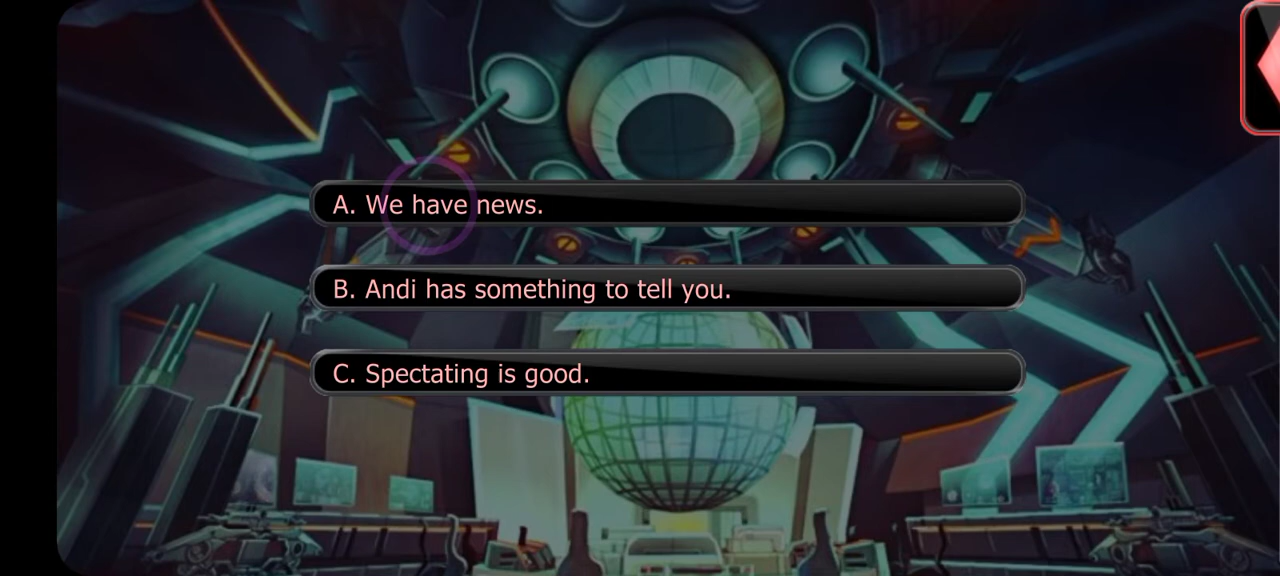 A. We have news.
B. Andi has something to tell you.
C. Spectating is good.